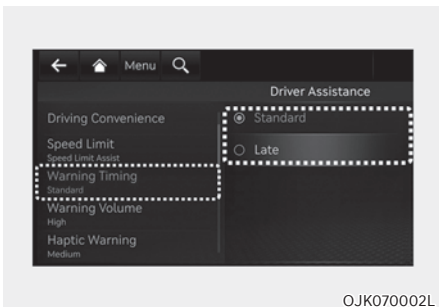 Menu
Driver Assistance
Driving Convenience
Speed Limit
Speed Limit Assist
Warning Timing
Standard
Warning Volume
High
Haptic Warning
Medium
Standard
Late
OJK070002L